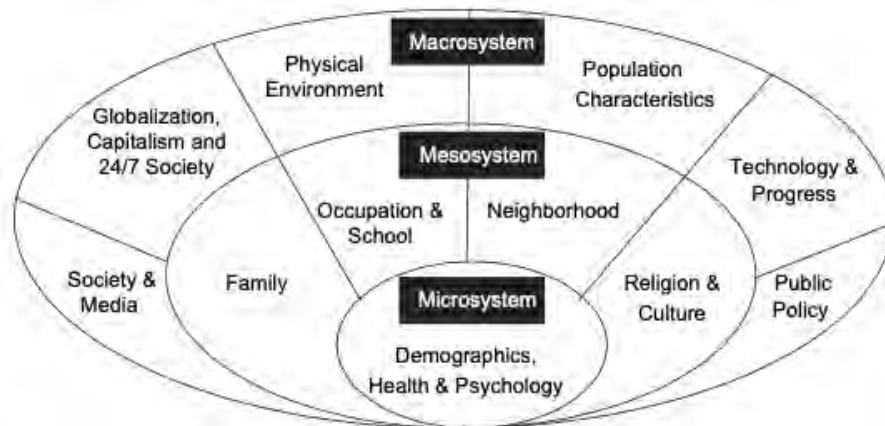 Macrosystem
Physical
Environment
Population
Characteristics
Globalization,
Capitalism and
24/7 Society
Technology &
Progress
Mesosystem
Occupation &
School
Neighborhood
Society &
Media
Family
Religion &
Culture
Public
Policy
Microsystem
Demographics,
Health & Psychology